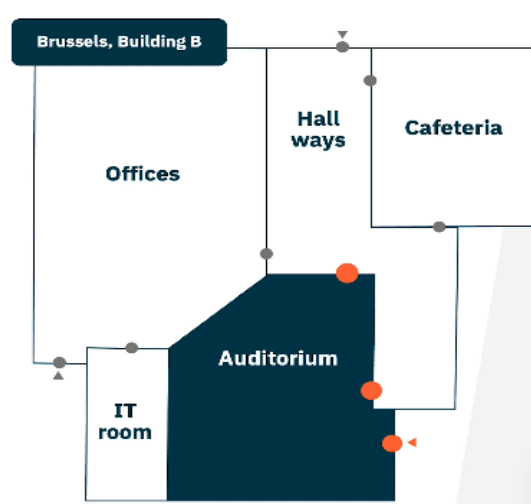 Brussels, Building B
Hall
ways
Cafeteria
Offices
Auditorium
IT
room